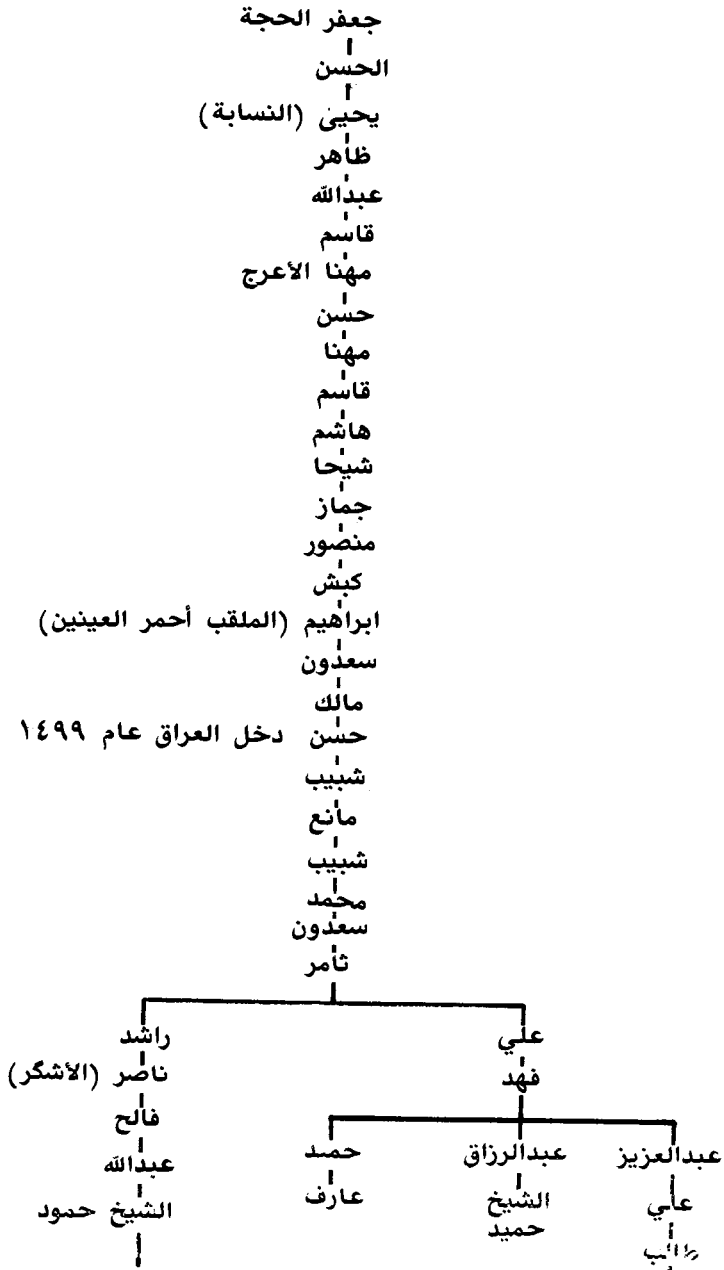 جعفر الحجة
الحسن
يحيى (النسابة)
ظاهر
عبدالله
قاسم
مهنا الأعرج
حسن
مهنا
قاسم
هاشم
شيحا
جماز
منصور
كبش
ابراهيم (الملقب أحمر العينين)
سعدون
مالك
حسن دخل العراق عام ١٤٩٩
شبيب
مانع
شبيب
محمد
سعدون
ثامر
علي راشد
فهد ناصر (الأشگر)
فالح
عبدالعزيز عبدالرزاق حمد عبدالله
علي الشيخ عارف الشيخ حمود
طالب حميد